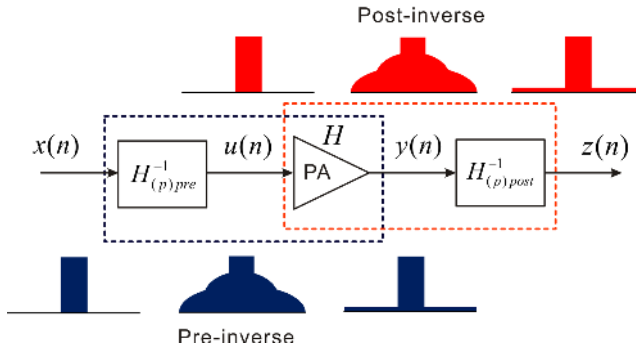 Post-inverse
x(n)
u(n)
H
y(n)
z(n)
H^{-1}_{(p)pre}
PA
H^{-1}_{(p)post}
Pre-inverse